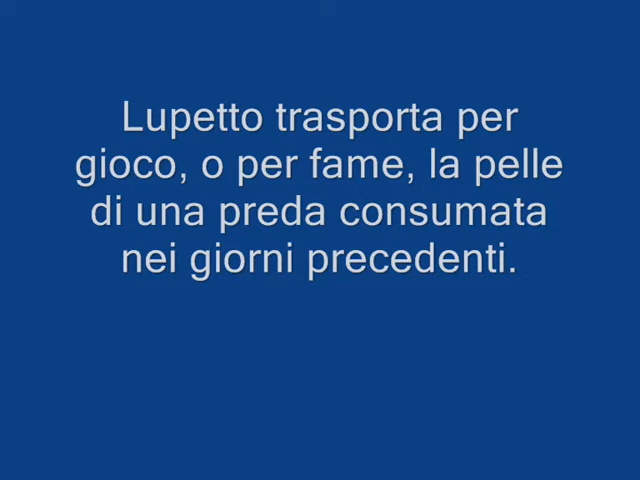 Lupetto trasporta per
gioco, o per fame, la pelle
di una preda consumata
nei giorni precedenti.